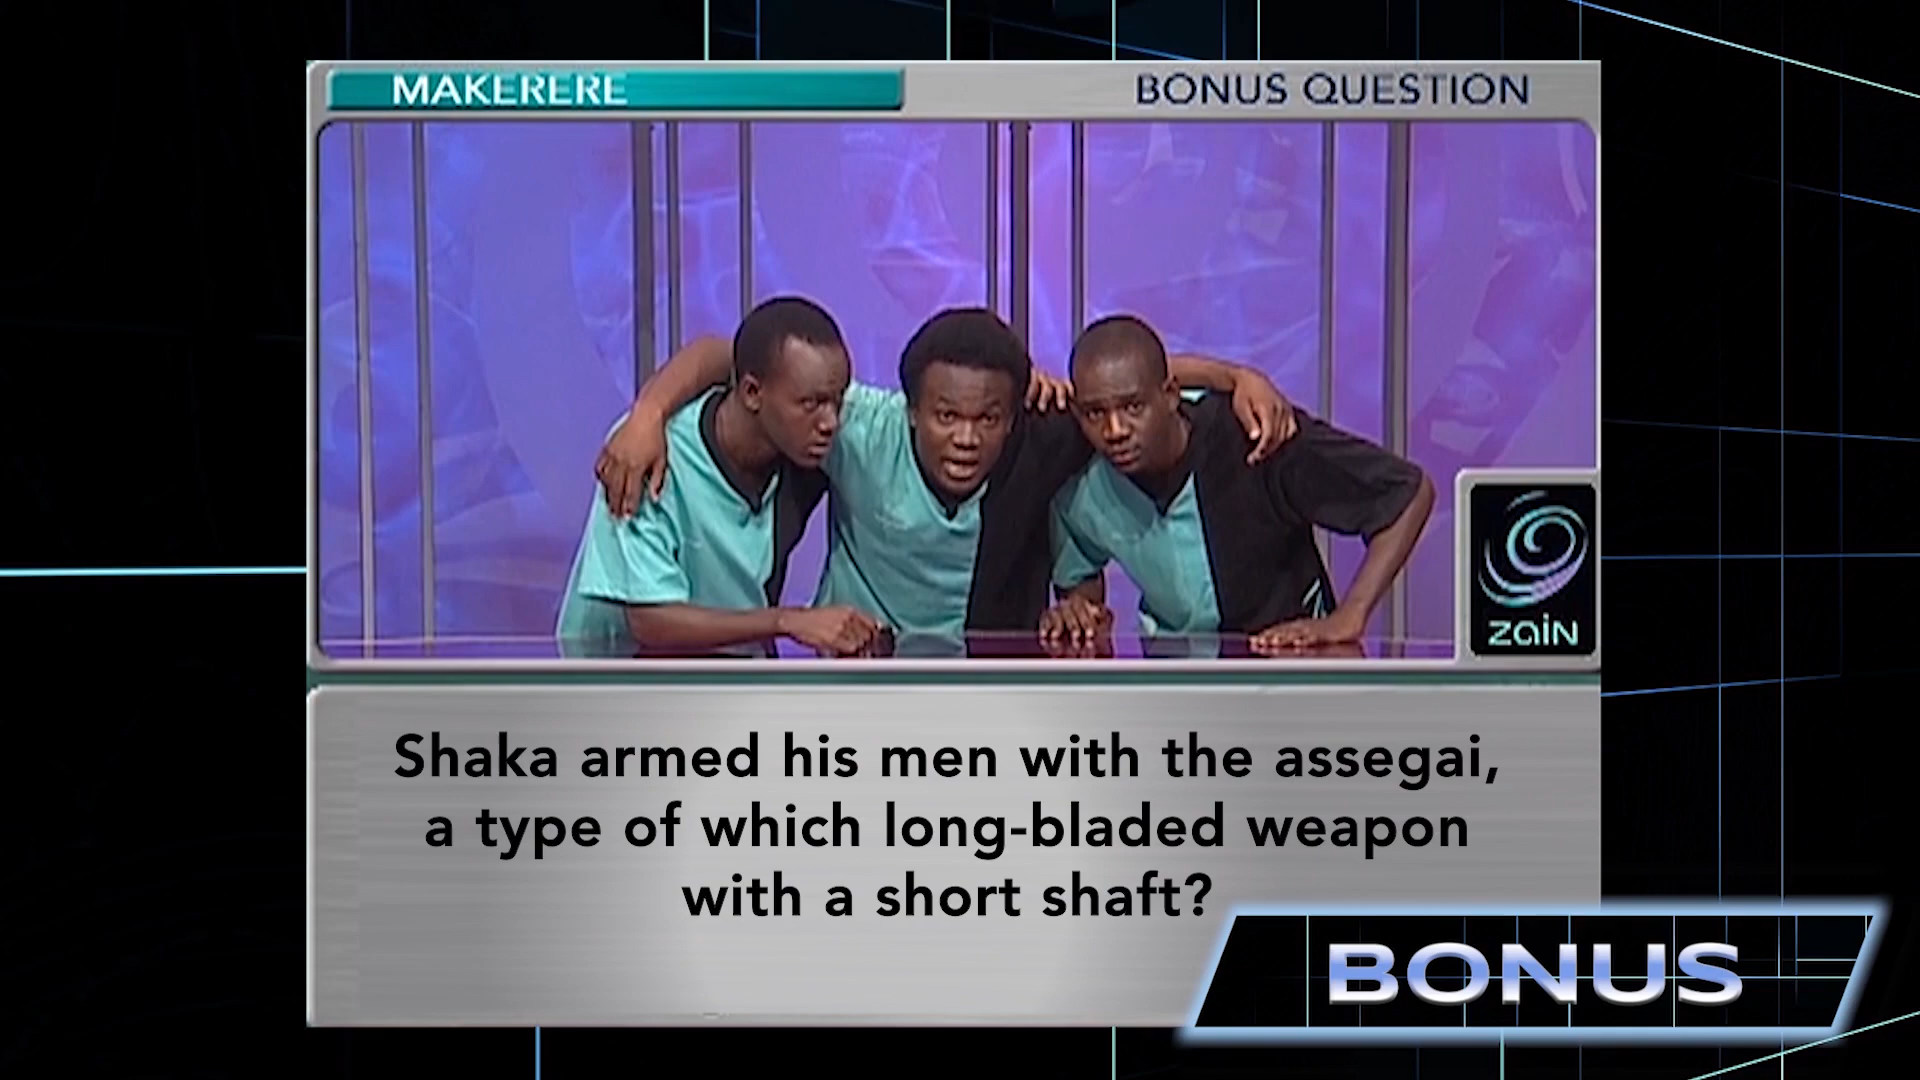 MAKERERE
BONUS QUESTION
zain
Shaka armed his men with the assegai,
a type of which long-bladed weapon
with a short shaft?
BONUS